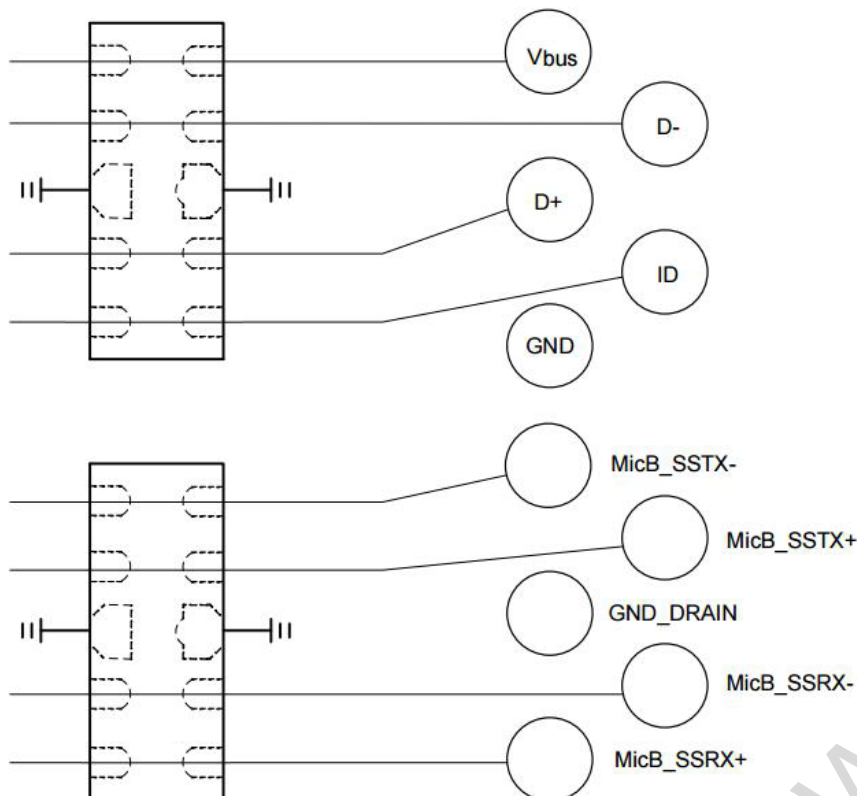 Vbus
D-
D+
ID
GND
MicB_SSTX-
MicB_SSTX+
GND_DRAIN
MicB_SSRX-
MicB_SSRX+